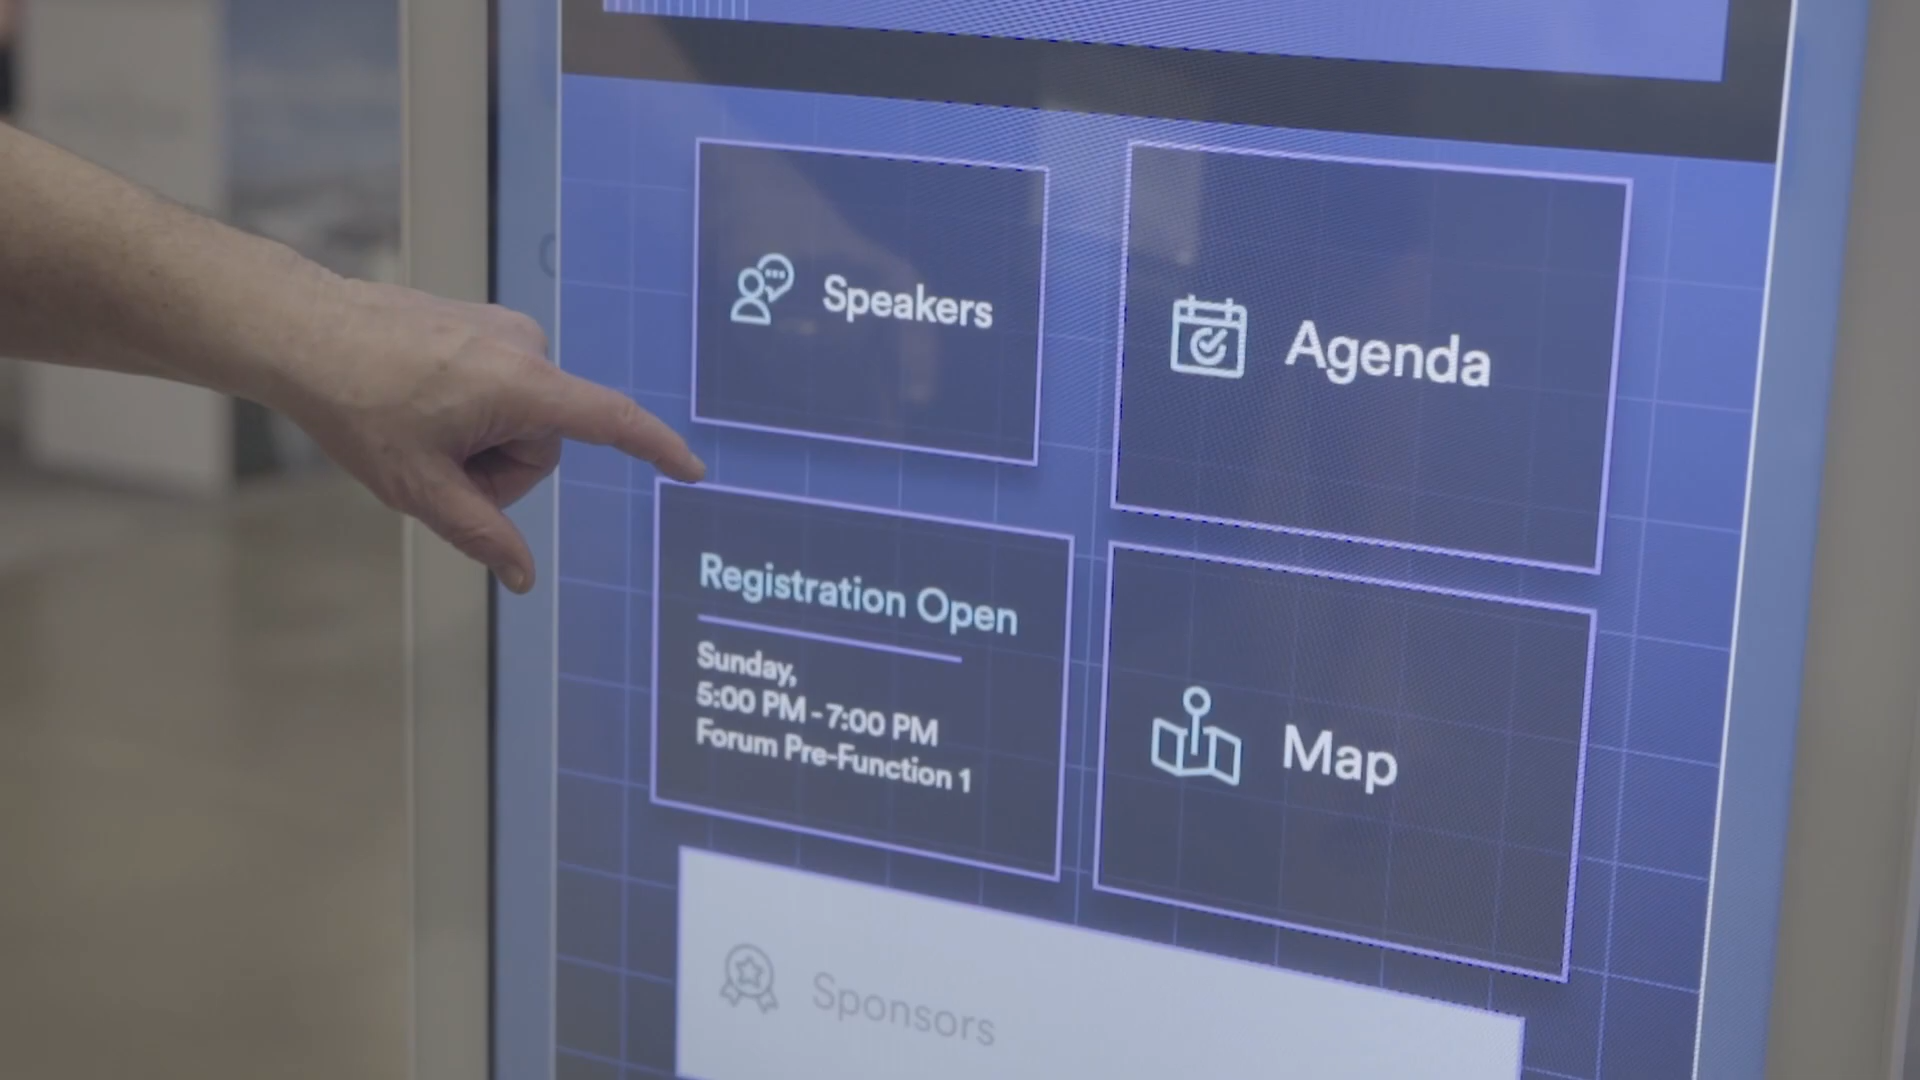 Speakers
Agenda
Registration Open
Sunday,
5:00 PM - 7:00 PM
Forum Pre-Function 1
Map
Sponsors